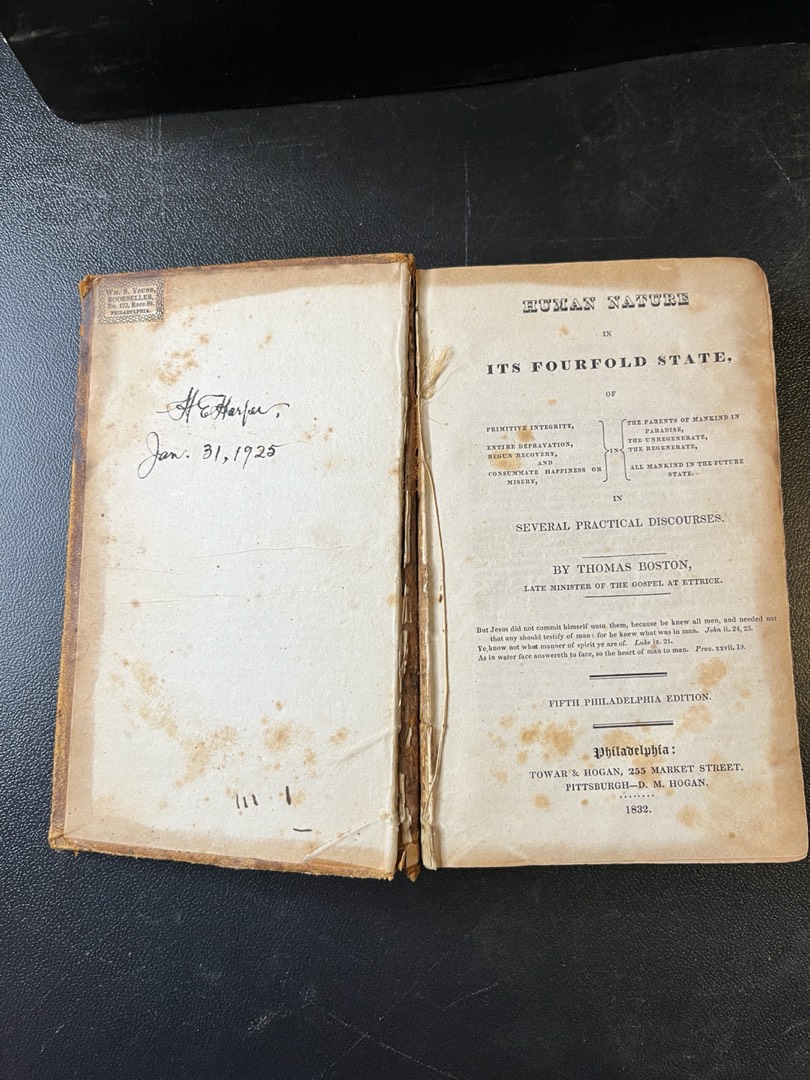 WM. S. YOUNG,
BOOKSELLER,
No. 173, Race St.
PHILADELPHIA.
H E Harper,
Jan. 31, 1925
HUMAN NATURE
IN
ITS FOURFOLD STATE,
OF
PRIMITIVE INTEGRITY,
ENTIRE DEPRAVATION,
BEGUN RECOVERY,
AND
CONSUMMATE HAPPINESS OR
MISERY,
IN
THE PARENTS OF MANKIND IN
PARADISE,
THE UNREGENERATE,
THE REGENERATE,
ALL MANKIND IN THE FUTURE
STATE.
IN
SEVERAL PRACTICAL DISCOURSES.
BY THOMAS BOSTON,
LATE MINISTER OF THE GOSPEL AT ETTRICK.
But Jesus did not commit himself unto them, because he knew all men, and needed not
that any should testify of man: for he knew what was in man. John ii. 24, 25.
Ye know not what manner of spirit ye are of. Luke ix. 21.
As in water face answereth to face, so the heart of man to man. Prov. xxvii. 19.
FIFTH PHILADELPHIA EDITION.
Philadelphia:
TOWAR & HOGAN, 255 MARKET STREET.
PITTSBURGH—D. M. HOGAN.
1832.